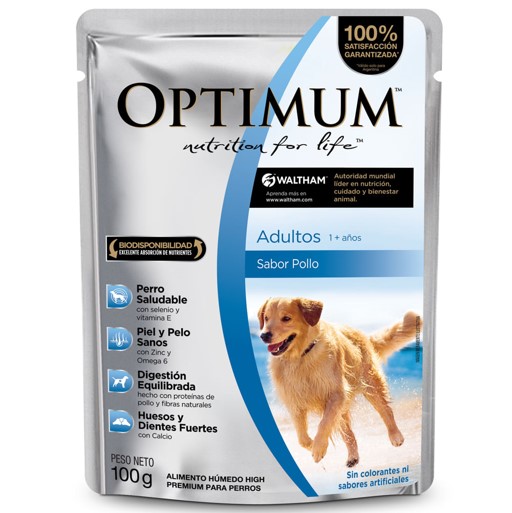 100%
SATISFACCIÓN
GARANTIZADA*
OPTIMUM™
nutrition for life™
WALTHAM™
Aprenda más en
www.waltham.com
Autoridad mundial
líder en nutrición,
cuidado y bienestar
animal.
Adultos 1 + años
Sabor Pollo
BIODISPONIBILIDAD
EXCELENTE ABSORCIÓN DE NUTRIENTES
Perro
Saludable
con selenio y
vitamina E
Piel y Pelo
Sanos
con Zinc y
Omega 6
Digestión
Equilibrada
hecho con proteínas de
pollo y fibras naturales
Huesos y
Dientes Fuertes
con Calcio
PESO NETO
100g
ALIMENTO HÚMEDO HIGH
PREMIUM PARA PERROS
Sin colorantes ni
sabores artificiales